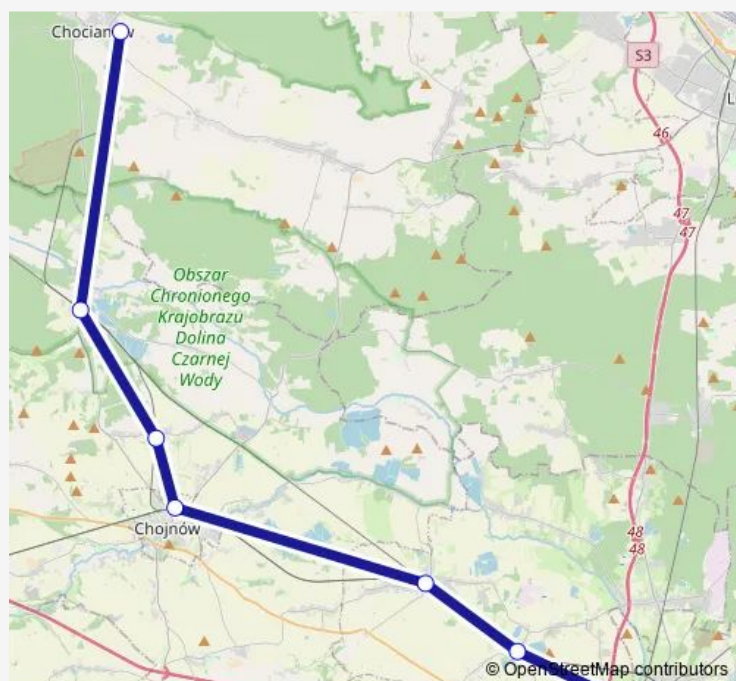 Chocianów
S3
L
46
47
47
Obszar
Chronionego
Krajobrazu
Dolina
Czarnej
Wody
Chojnów
48
48
© OpenStreetMap contributors